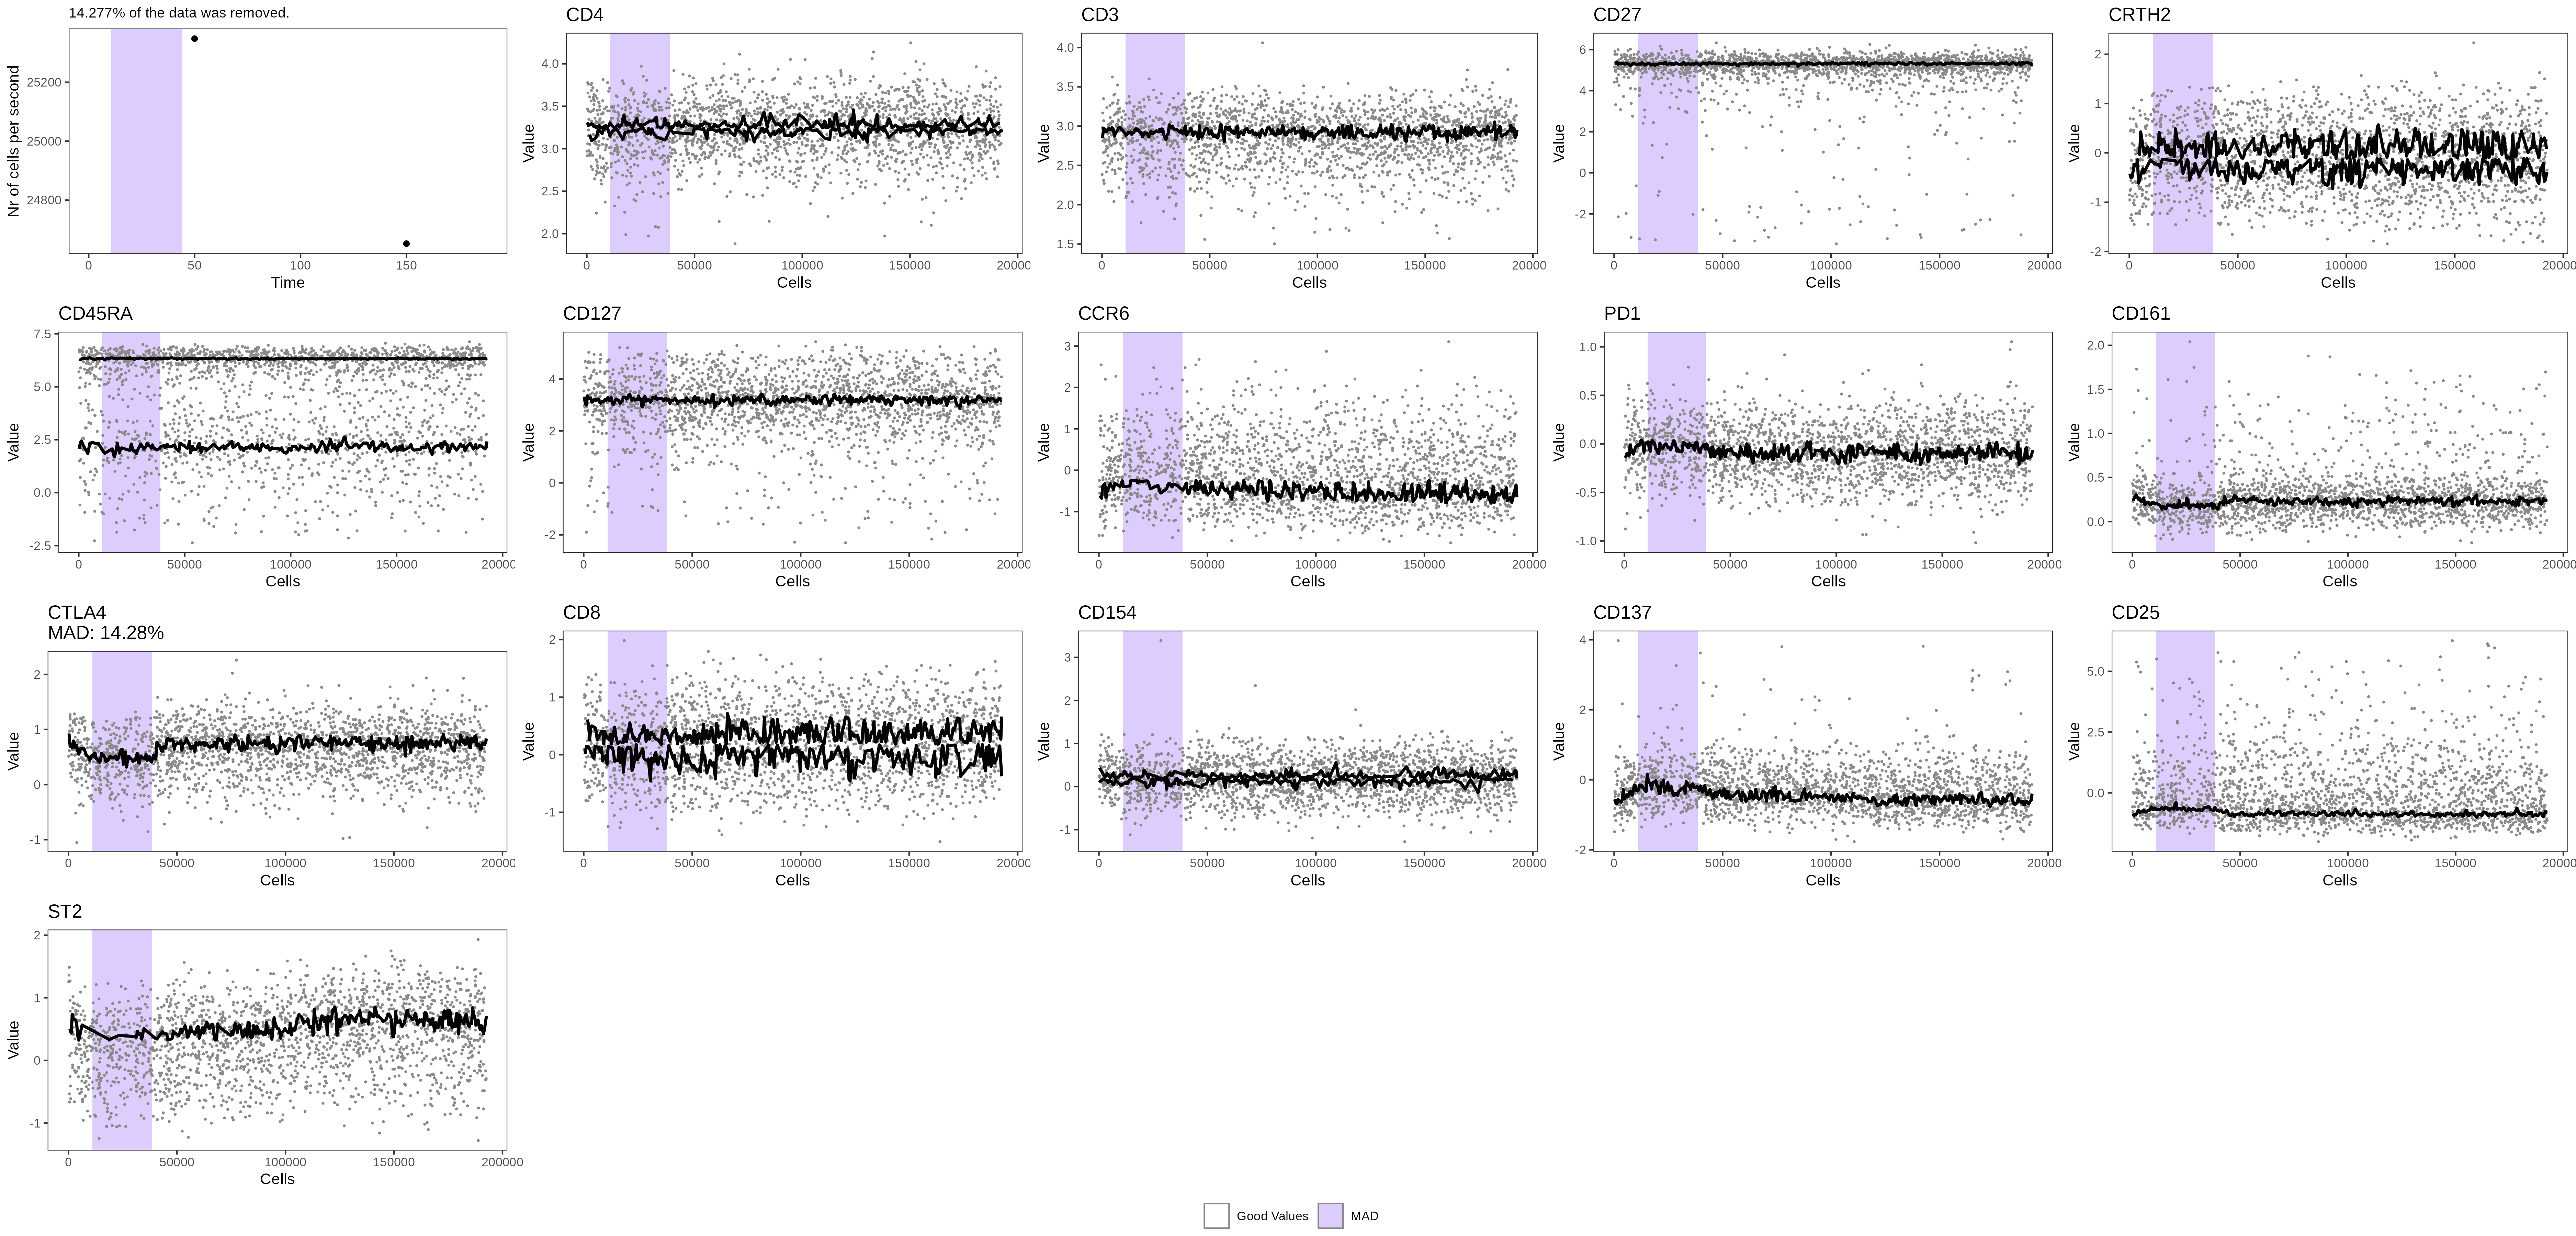 14.277% of the data was removed.
Nr of cells per second
25200
25000
24800
0 50 100 150
Time
CD4
Value
4.0
3.5
3.0
2.5
2.0
0 50000 100000 150000 20000
Cells
CD3
Value
4.0
3.5
3.0
2.5
2.0
1.5
0 50000 100000 150000 20000
Cells
CD27
Value
6
4
2
0
-2
0 50000 100000 150000 20000
Cells
CRTH2
Value
2
1
0
-1
-2
0 50000 100000 150000 20000
Cells
CD45RA
Value
7.5
5.0
2.5
0.0
-2.5
0 50000 100000 150000 20000
Cells
CD127
Value
4
2
0
-2
0 50000 100000 150000 20000
Cells
CCR6
Value
3
2
1
0
-1
0 50000 100000 150000 20000
Cells
PD1
Value
1.0
0.5
0.0
-0.5
-1.0
0 50000 100000 150000 20000
Cells
CD161
Value
2.0
1.5
1.0
0.5
0.0
0 50000 100000 150000 20000
Cells
CTLA4
MAD: 14.28%
Value
2
1
0
-1
0 50000 100000 150000 20000
Cells
CD8
Value
2
1
0
-1
0 50000 100000 150000 20000
Cells
CD154
Value
3
2
1
0
-1
0 50000 100000 150000 20000
Cells
CD137
Value
4
2
0
-2
0 50000 100000 150000 20000
Cells
CD25
Value
5.0
2.5
0.0
0 50000 100000 150000 20000
Cells
ST2
Value
2
1
0
-1
0 50000 100000 150000 200000
Cells
Good Values MAD